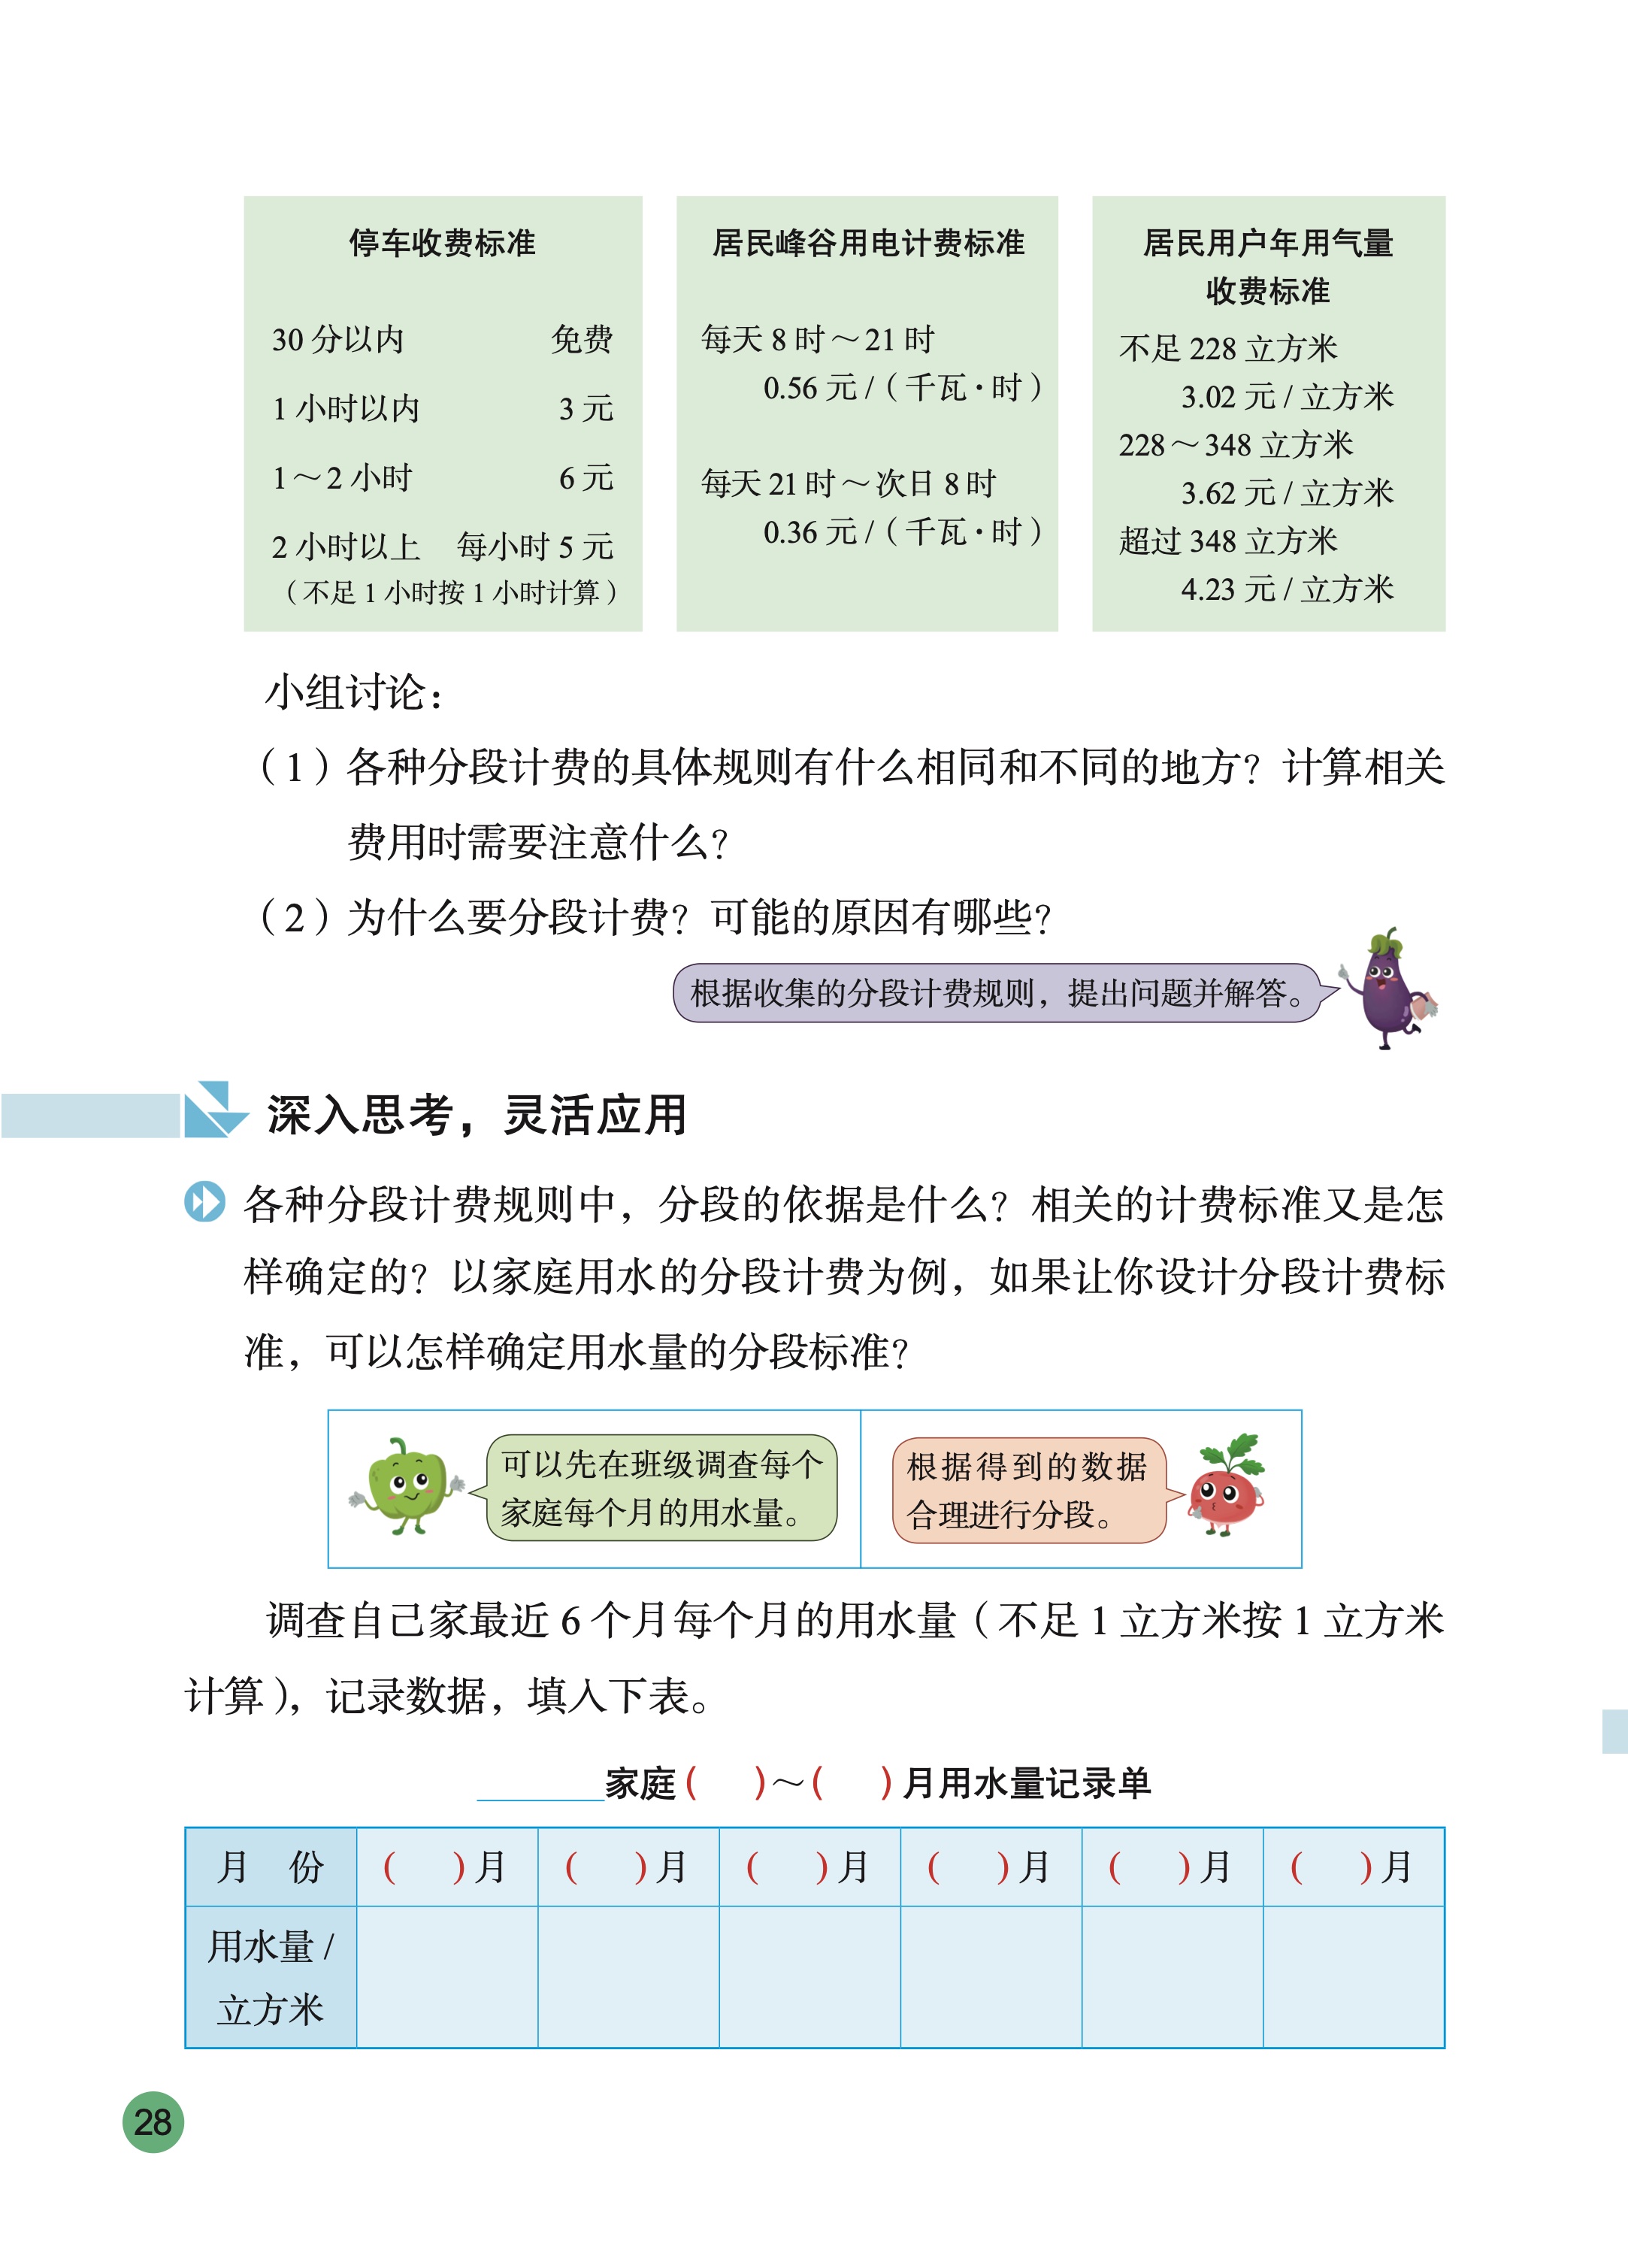 停车收费标准
30 分以内 免费
1 小时以内 3 元
1～2 小时 6 元
2 小时以上 每小时 5 元
（不足 1 小时按 1 小时计算）
居民峰谷用电计费标准
每天 8 时～21 时
0.56 元 /（千瓦·时）
每天 21 时～次日 8 时
0.36 元 /（千瓦·时）
居民用户年用气量
收费标准
不足 228 立方米
3.02 元 / 立方米
228～348 立方米
3.62 元 / 立方米
超过 348 立方米
4.23 元 / 立方米
小组讨论：
（1）各种分段计费的具体规则有什么相同和不同的地方？计算相关
费用时需要注意什么？
（2）为什么要分段计费？可能的原因有哪些？
根据收集的分段计费规则，提出问题并解答。
深入思考，灵活应用
各种分段计费规则中，分段的依据是什么？相关的计费标准又是怎
样确定的？以家庭用水的分段计费为例，如果让你设计分段计费标
准，可以怎样确定用水量的分段标准？
可以先在班级调查每个
家庭每个月的用水量。
根据得到的数据
合理进行分段。
调查自己家最近 6 个月每个月的用水量（不足 1 立方米按 1 立方米
计算），记录数据，填入下表。
______家庭（ ）～（ ）月用水量记录单
月 份 （ ）月 （ ）月 （ ）月 （ ）月 （ ）月 （ ）月
用水量 /
立方米
28